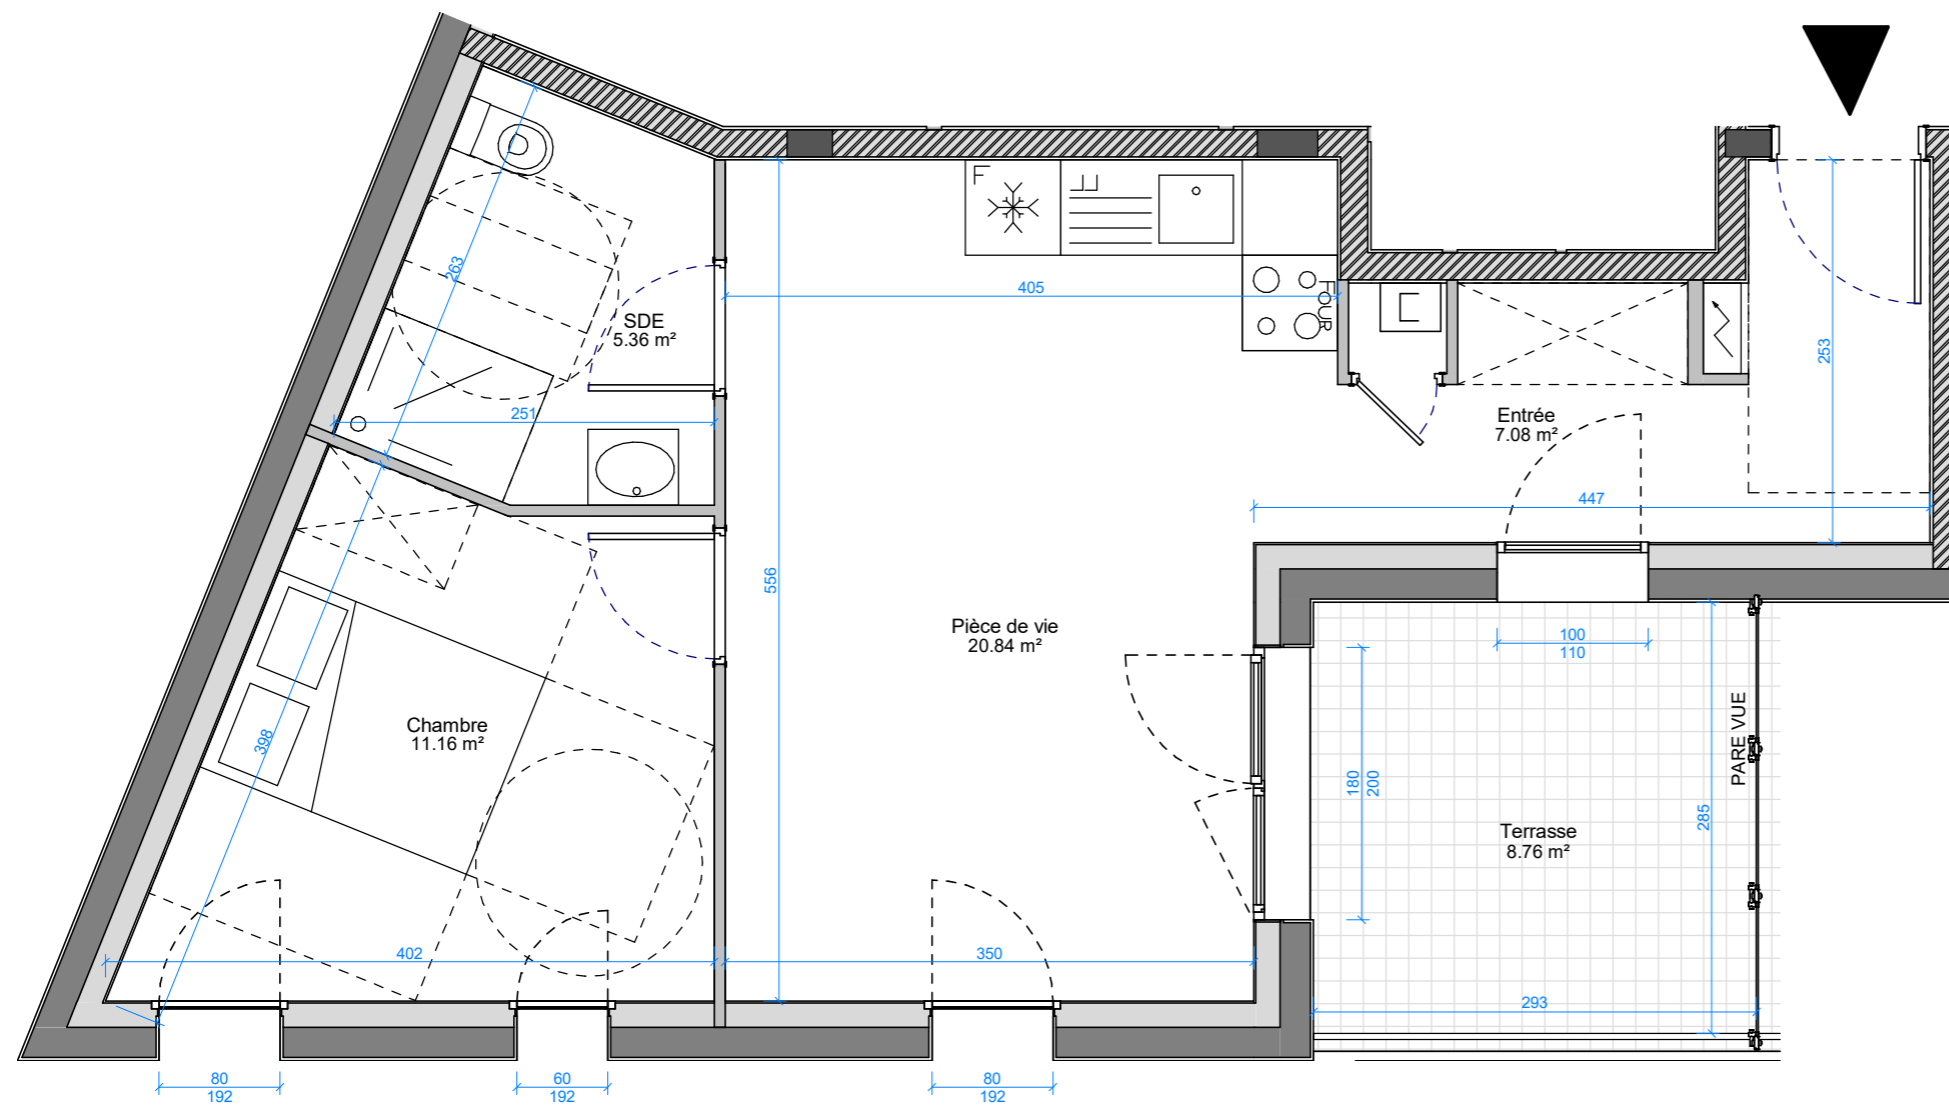 F
263
SDE
5.36 m²
405
FOUR
253
251
Entrée
7.08 m²
447
556
Pièce de vie
20.84 m²
100
110
Chambre
11.16 m²
398
PARE VUE
180
200
285
Terrasse
8.76 m²
402
350
293
80
192
60
192
80
192